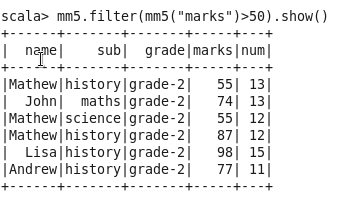 scala> mm5.filter(mm5("marks")>50).show()
+------+-------+-------+-----+---+
|  name|    sub|  grade|marks|num|
+------+-------+-------+-----+---+
|Mathew|history|grade-2|   55| 13|
|  John|  maths|grade-2|   74| 13|
|Mathew|science|grade-2|   55| 12|
|Mathew|history|grade-2|   87| 12|
|  Lisa|history|grade-2|   98| 15|
|Andrew|history|grade-2|   77| 11|
+------+-------+-------+-----+---+